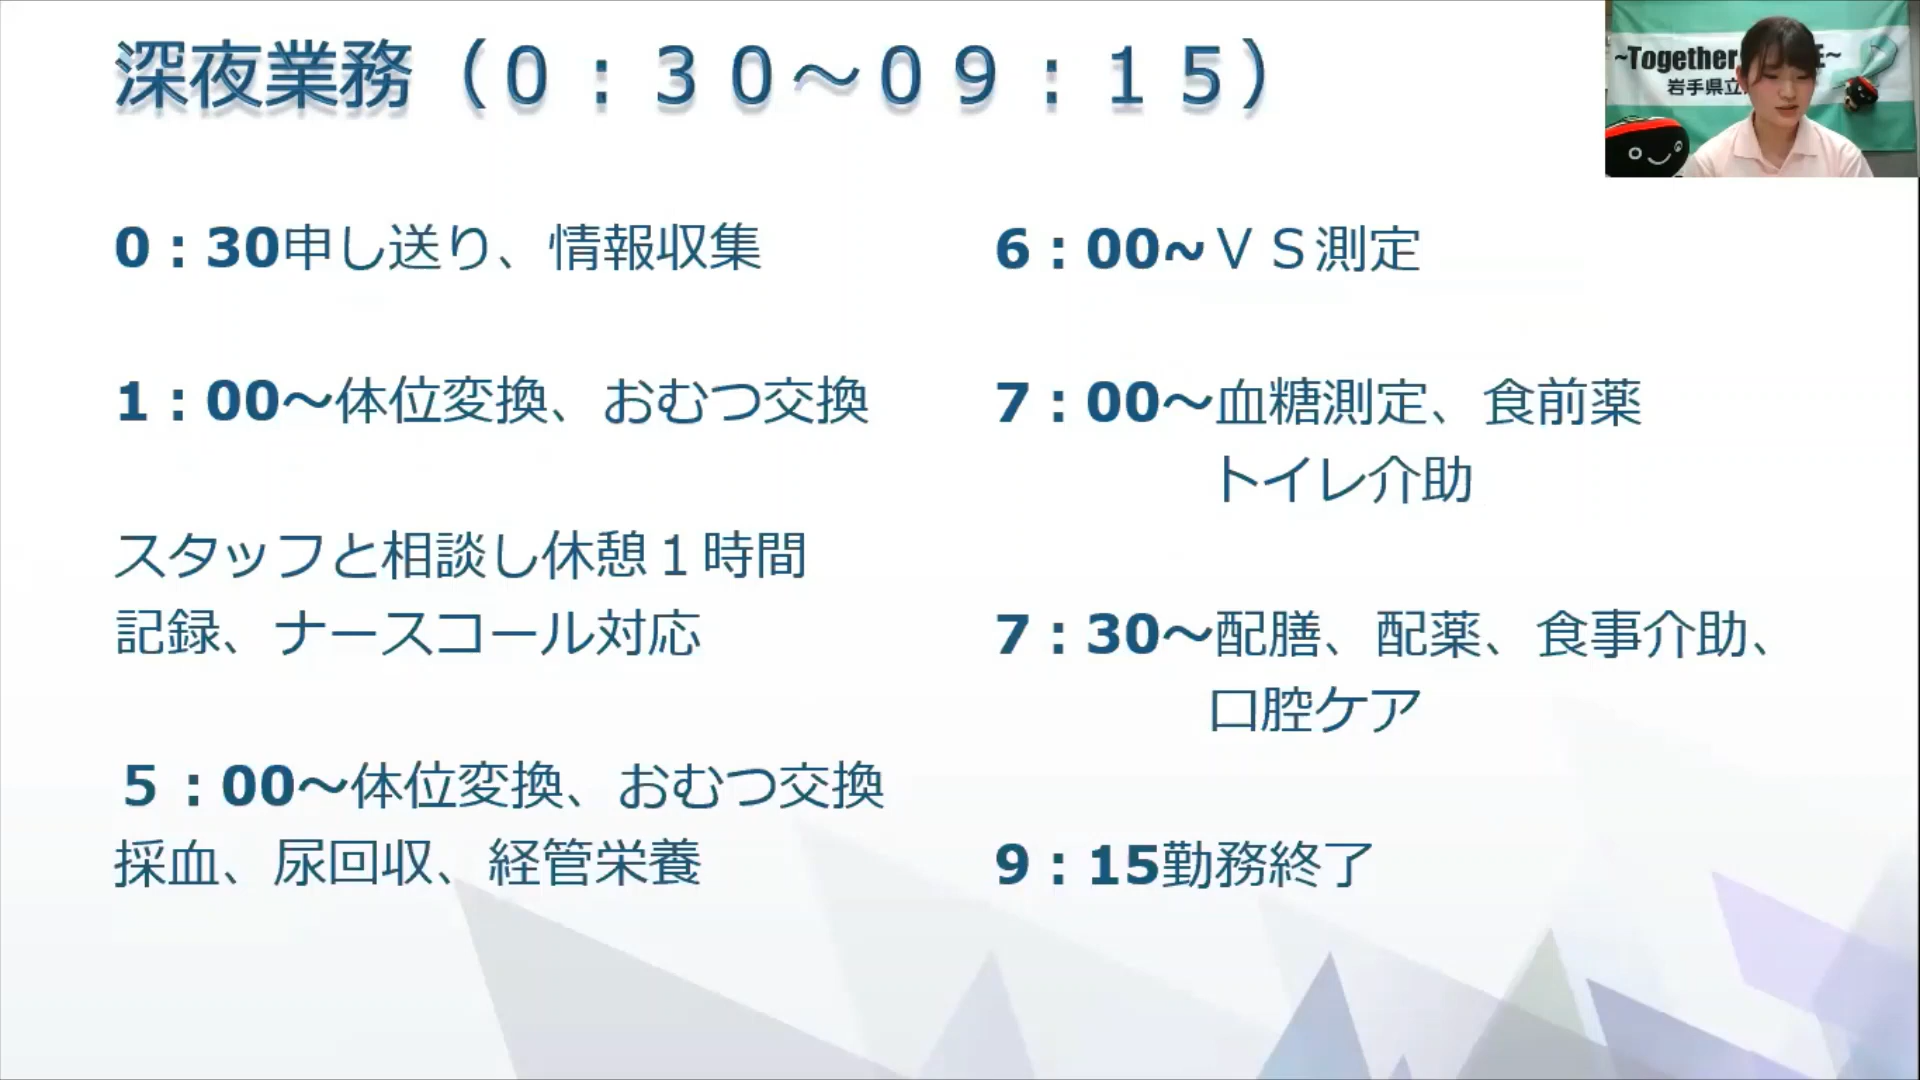 深夜業務（０：３０～０９：１５）
~Together
E~
岩手県立
0：30申し送り、情報収集
1：00～体位変換、おむつ交換
スタッフと相談し休憩１時間
記録、ナースコール対応
５：00～体位変換、おむつ交換
採血、尿回収、経管栄養
6：00~ＶＳ測定
7：00～血糖測定、食前薬
トイレ介助
7：30～配膳、配薬、食事介助、
口腔ケア
9：15勤務終了